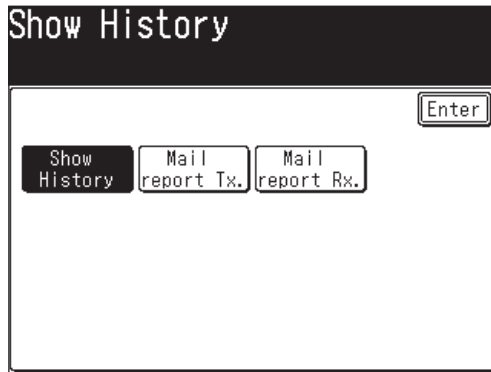 Show History
Enter
Show
History
Mail
report Tx.
Mail
report Rx.